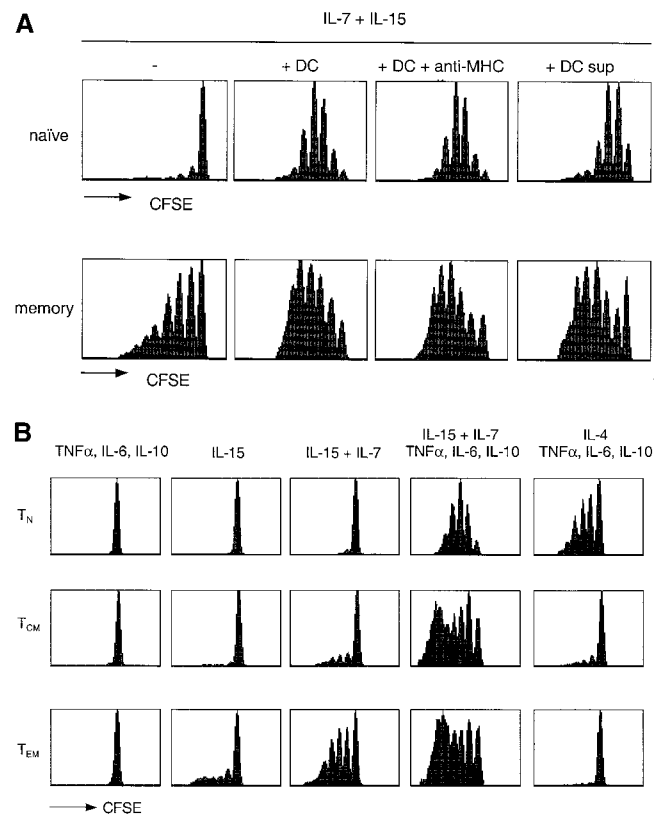 A
IL-7 + IL-15
- + DC + DC + anti-MHC + DC sup
naïve
CFSE
memory
CFSE
B
TNFα, IL-6, IL-10 IL-15 IL-15 + IL-7 IL-15 + IL-7 IL-4
TNFα, IL-6, IL-10 TNFα, IL-6, IL-10
TN
TCM
TEM
CFSE